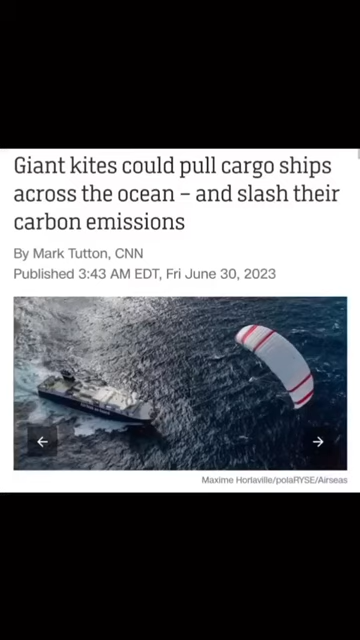 Giant kites could pull cargo ships
across the ocean – and slash their
carbon emissions
By Mark Tutton, CNN
Published 3:43 AM EDT, Fri June 30, 2023
Maxime Horlaville/polaRYSE/Airseas